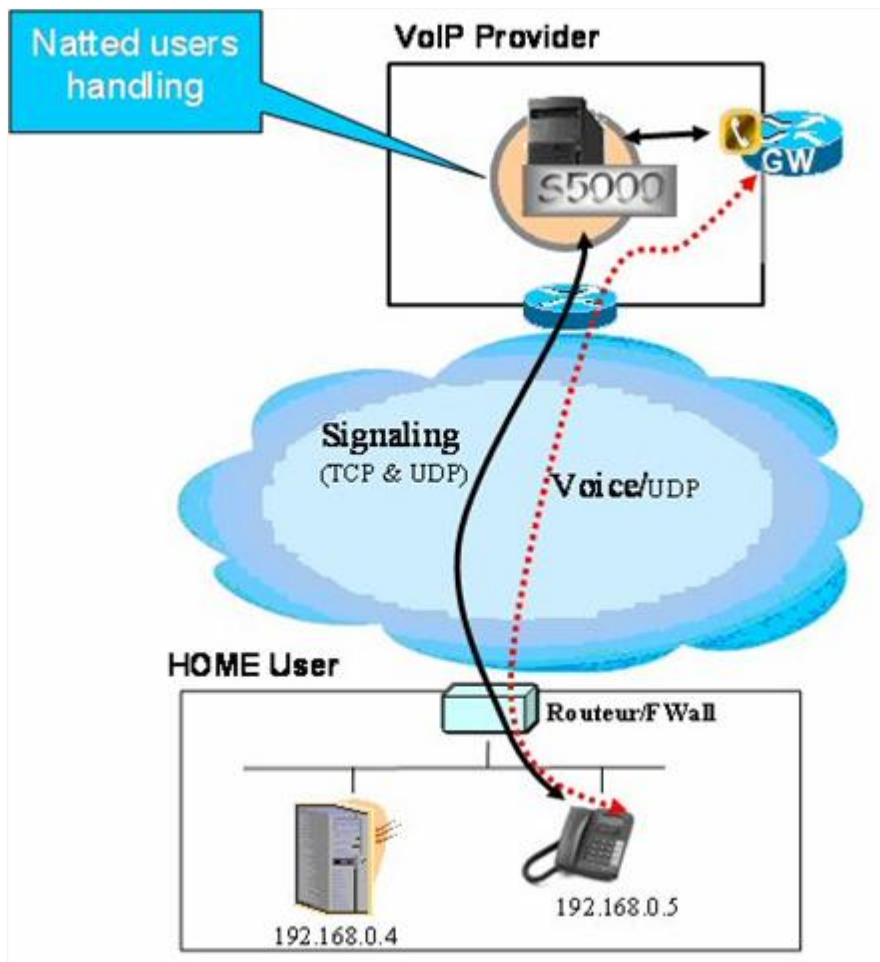 Natted users
handling
VoIP Provider
S5000
GW
Signaling
(TCP & UDP)
Voice/UDP
HOME User
Routeur/FWall
192.168.0.4
192.168.0.5